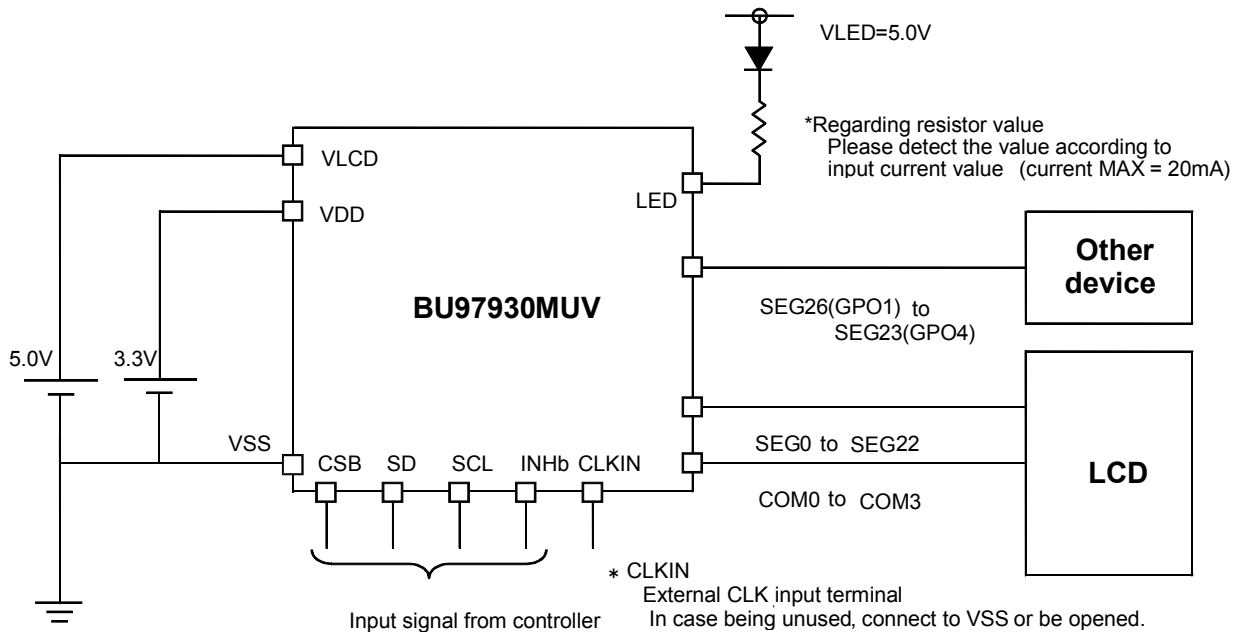 VLED=5.0V
*Regarding resistor value
Please detect the value according to
input current value (current MAX = 20mA)
VLCD
VDD
LED
BU97930MUV
Other
device
SEG26(GPO1) to
SEG23(GPO4)
5.0V
3.3V
VSS
CSB SD SCL INHb CLKIN
SEG0 to SEG22
COM0 to COM3
LCD
* CLKIN
External CLK input terminal
In case being unused, connect to VSS or be opened.
Input signal from controller